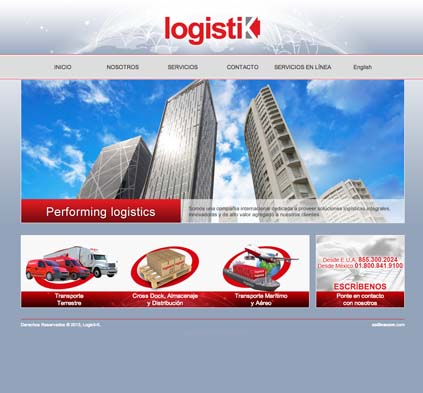 logistiK
INICIO NOSOTROS SERVICIOS CONTACTO SERVICIOS EN LÍNEA English
Performing logistics
Somos una compañía internacional dedicada a proveer soluciones logísticas integrales,
innovadoras y de alto valor agregado a nuestros clientes.
Transporte
Terrestre
Cross Dock, Almacenaje
y Distribución
Transporte Marítimo
y Aéreo
Desde E.U.A. 855.300.2024
Desde México 01.800.841.9100
ESCRÍBENOS
Ponte en contacto
con nosotros
Derechos Reservados © 2013, LogistiK.